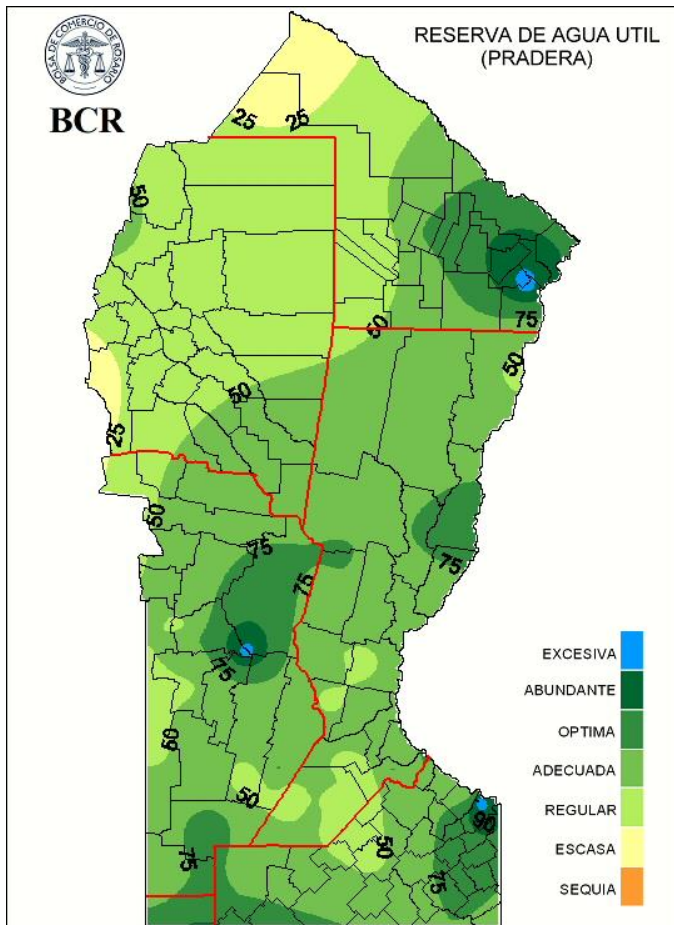 BOLSA DE COMERCIO DE ROSARIO
BCR
RESERVA DE AGUA UTIL
(PRADERA)
25
25
50
75
50
50
50
25
50
75
75
75
75
50
50
90
50
75
75
EXCESIVA
ABUNDANTE
OPTIMA
ADECUADA
REGULAR
ESCASA
SEQUIA